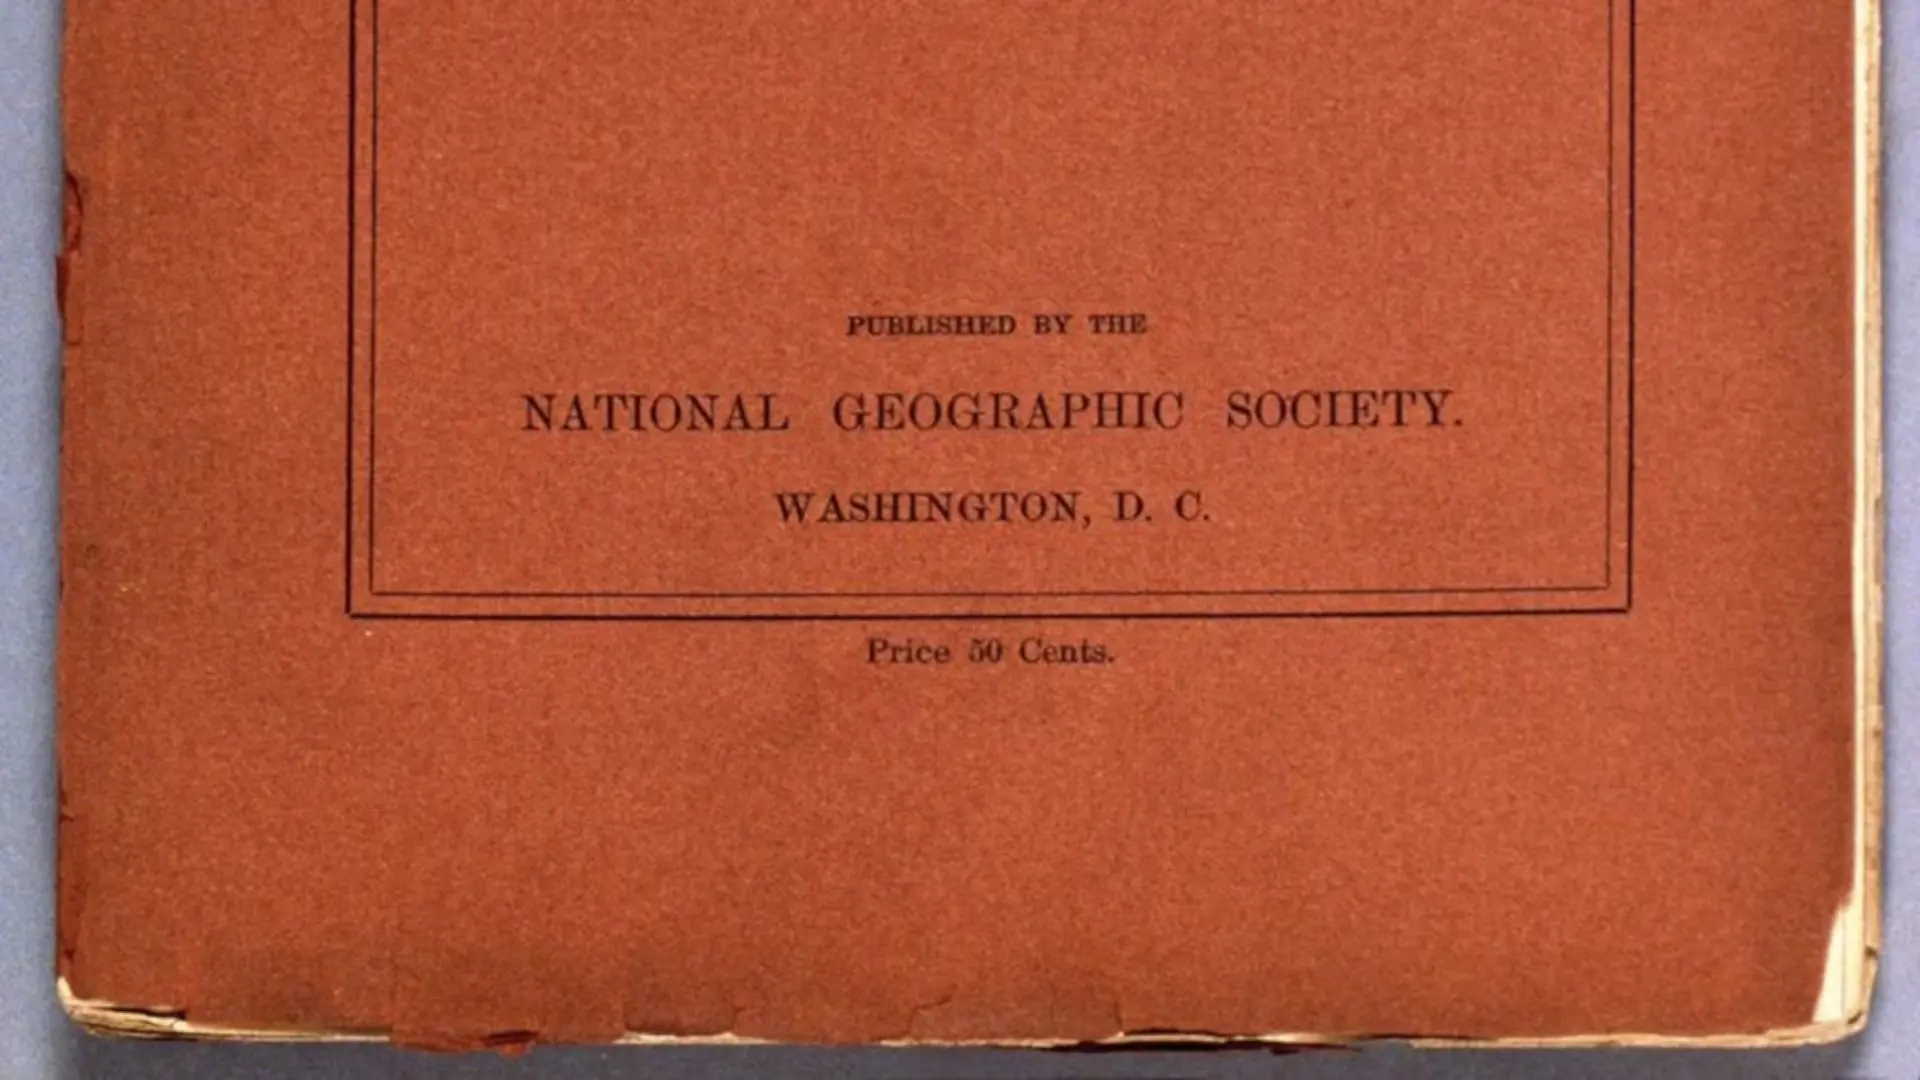 PUBLISHED BY THE
NATIONAL GEOGRAPHIC SOCIETY.
WASHINGTON, D. C.
Price 50 Cents.